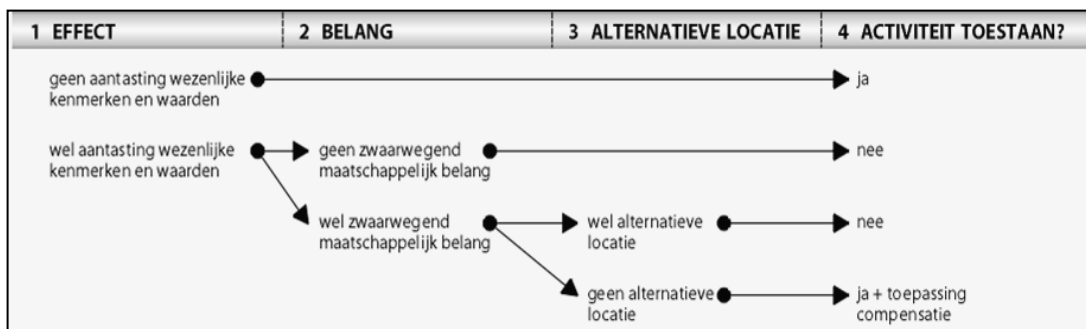 1 EFFECT
2 BELANG
3 ALTERNATIEVE LOCATIE
4 ACTIVITEIT TOESTAAN?
geen aantasting wezenlijke
kenmerken en waarden
ja
wel aantasting wezenlijke
kenmerken en waarden
geen zwaarwegend
maatschappelijk belang
nee
wel zwaarwegend
maatschappelijk belang
wel alternatieve
locatie
nee
geen alternatieve
locatie
ja + toepassing
compensatie